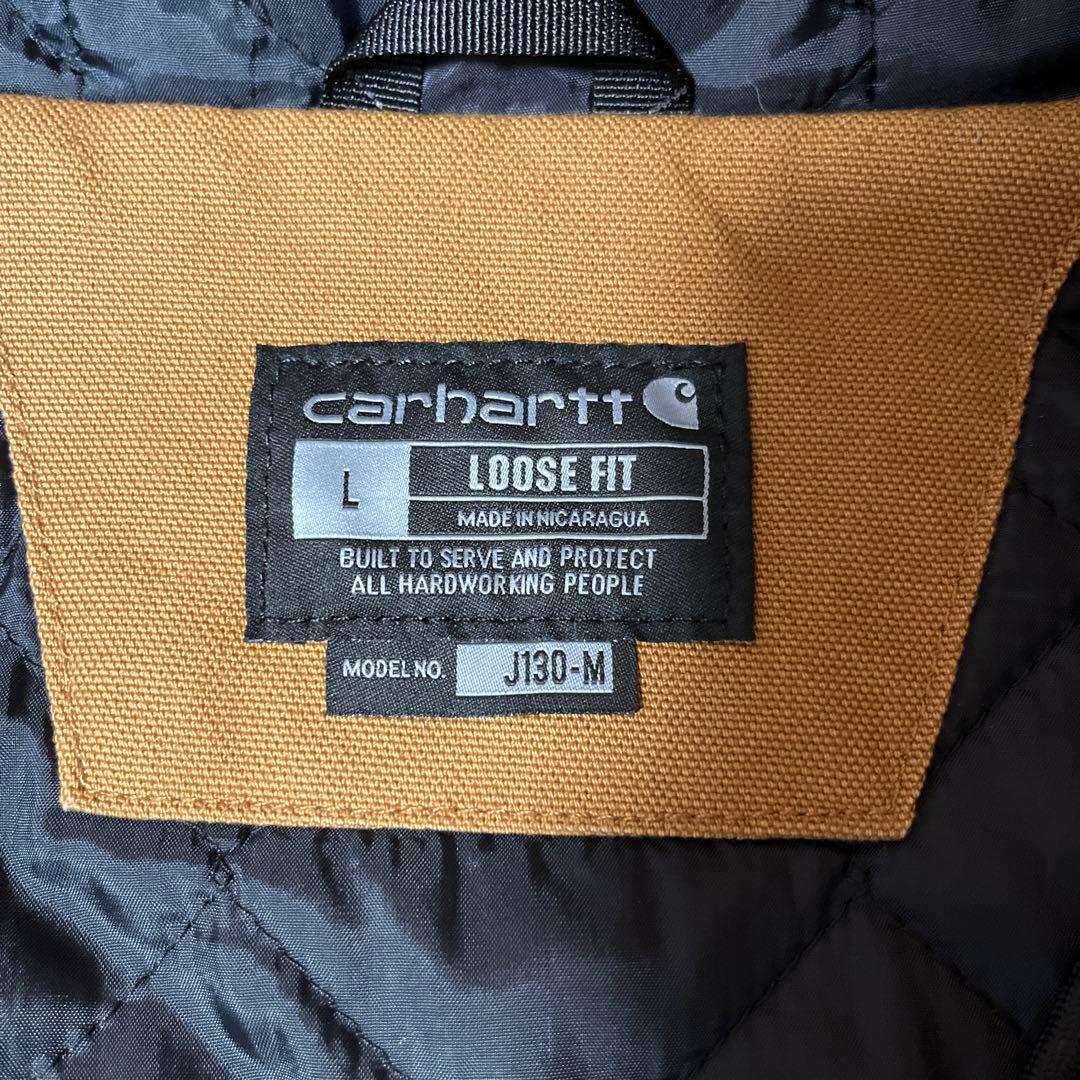 carhartt
L
LOOSE FIT
MADE IN NICARAGUA
BUILT TO SERVE AND PROTECT
ALL HARDWORKING PEOPLE
MODEL NO. J130-M